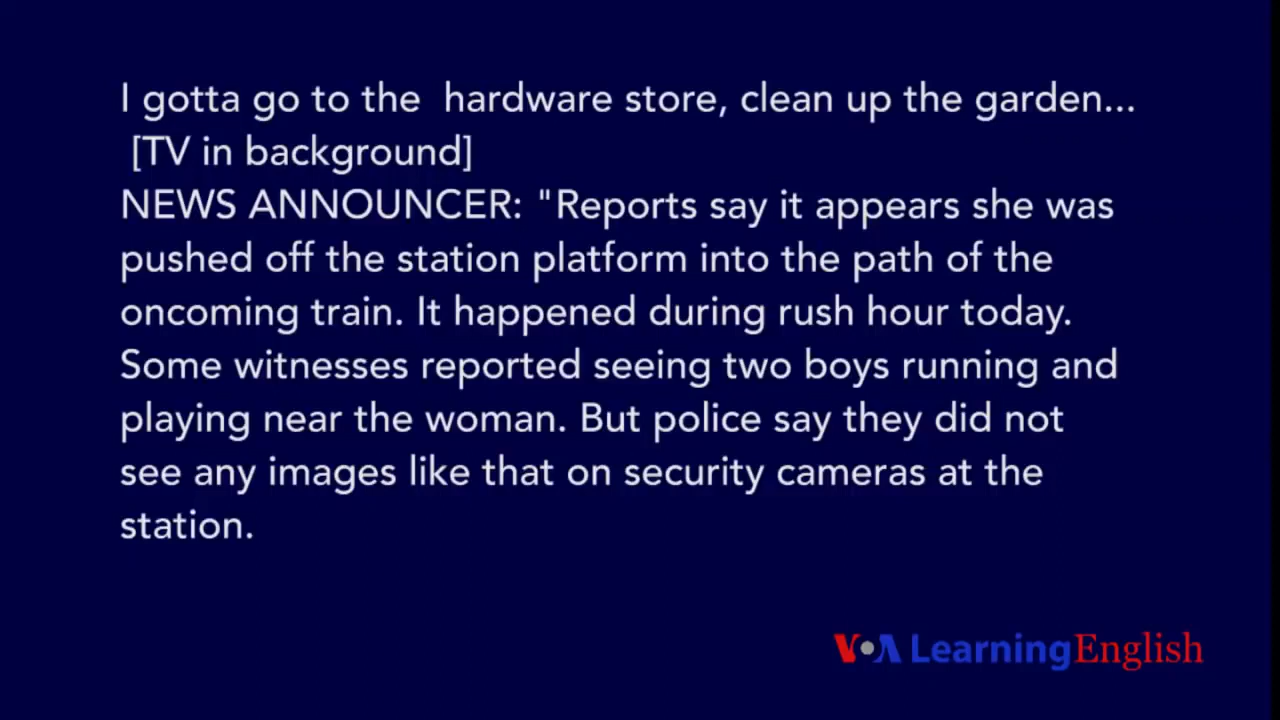 I gotta go to the  hardware store, clean up the garden...
[TV in background]
NEWS ANNOUNCER: "Reports say it appears she was
pushed off the station platform into the path of the
oncoming train. It happened during rush hour today.
Some witnesses reported seeing two boys running and
playing near the woman. But police say they did not
see any images like that on security cameras at the
station.
VOA LearningEnglish